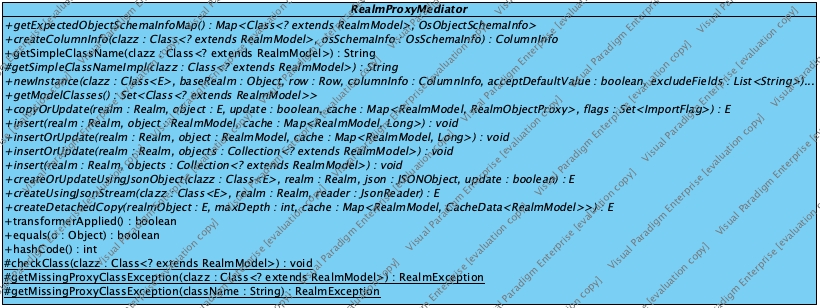 RealmProxyMediator
+getExpectedObjectSchemaInfoMap() : Map<Class<? extends RealmModel>, OsObjectSchemaInfo>
+createColumnInfo(clazz : Class<? extends RealmModel>, osSchemaInfo : OsSchemaInfo) : ColumnInfo
+getSimpleClassName(clazz : Class<? extends RealmModel>) : String
#getSimpleClassNameImpl(clazz : Class<? extends RealmModel>) : String
+newInstance(clazz : Class<E>, baseRealm : Object, row : Row, columnInfo : ColumnInfo, acceptDefaultValue : boolean, excludeFields : List<String>)...
+getModelClasses() : Set<Class<? extends RealmModel>>
+copyOrUpdate(realm : Realm, object : E, update : boolean, cache : Map<RealmModel, RealmObjectProxy>, flags : Set<ImportFlag>) : E
+insert(realm : Realm, object : RealmModel, cache : Map<RealmModel, Long>) : void
+insertOrUpdate(realm : Realm, object : RealmModel, cache : Map<RealmModel, Long>) : void
+insertOrUpdate(realm : Realm, objects : Collection<? extends RealmModel>) : void
+insert(realm : Realm, objects : Collection<? extends RealmModel>) : void
+createOrUpdateUsingJsonObject(clazz : Class<E>, realm : Realm, json : JSONObject, update : boolean) : E
+createUsingJsonStream(clazz : Class<E>, realm : Realm, reader : JsonReader) : E
+createDetachedCopy(realmObject : E, maxDepth : int, cache : Map<RealmModel, CacheData<RealmModel>>) : E
+transformerApplied() : boolean
+equals(o : Object) : boolean
+hashCode() : int
#checkClass(clazz : Class<? extends RealmModel>) : void
#getMissingProxyClassException(clazz : Class<? extends RealmModel>) : RealmException
#getMissingProxyClassException(className : String) : RealmException